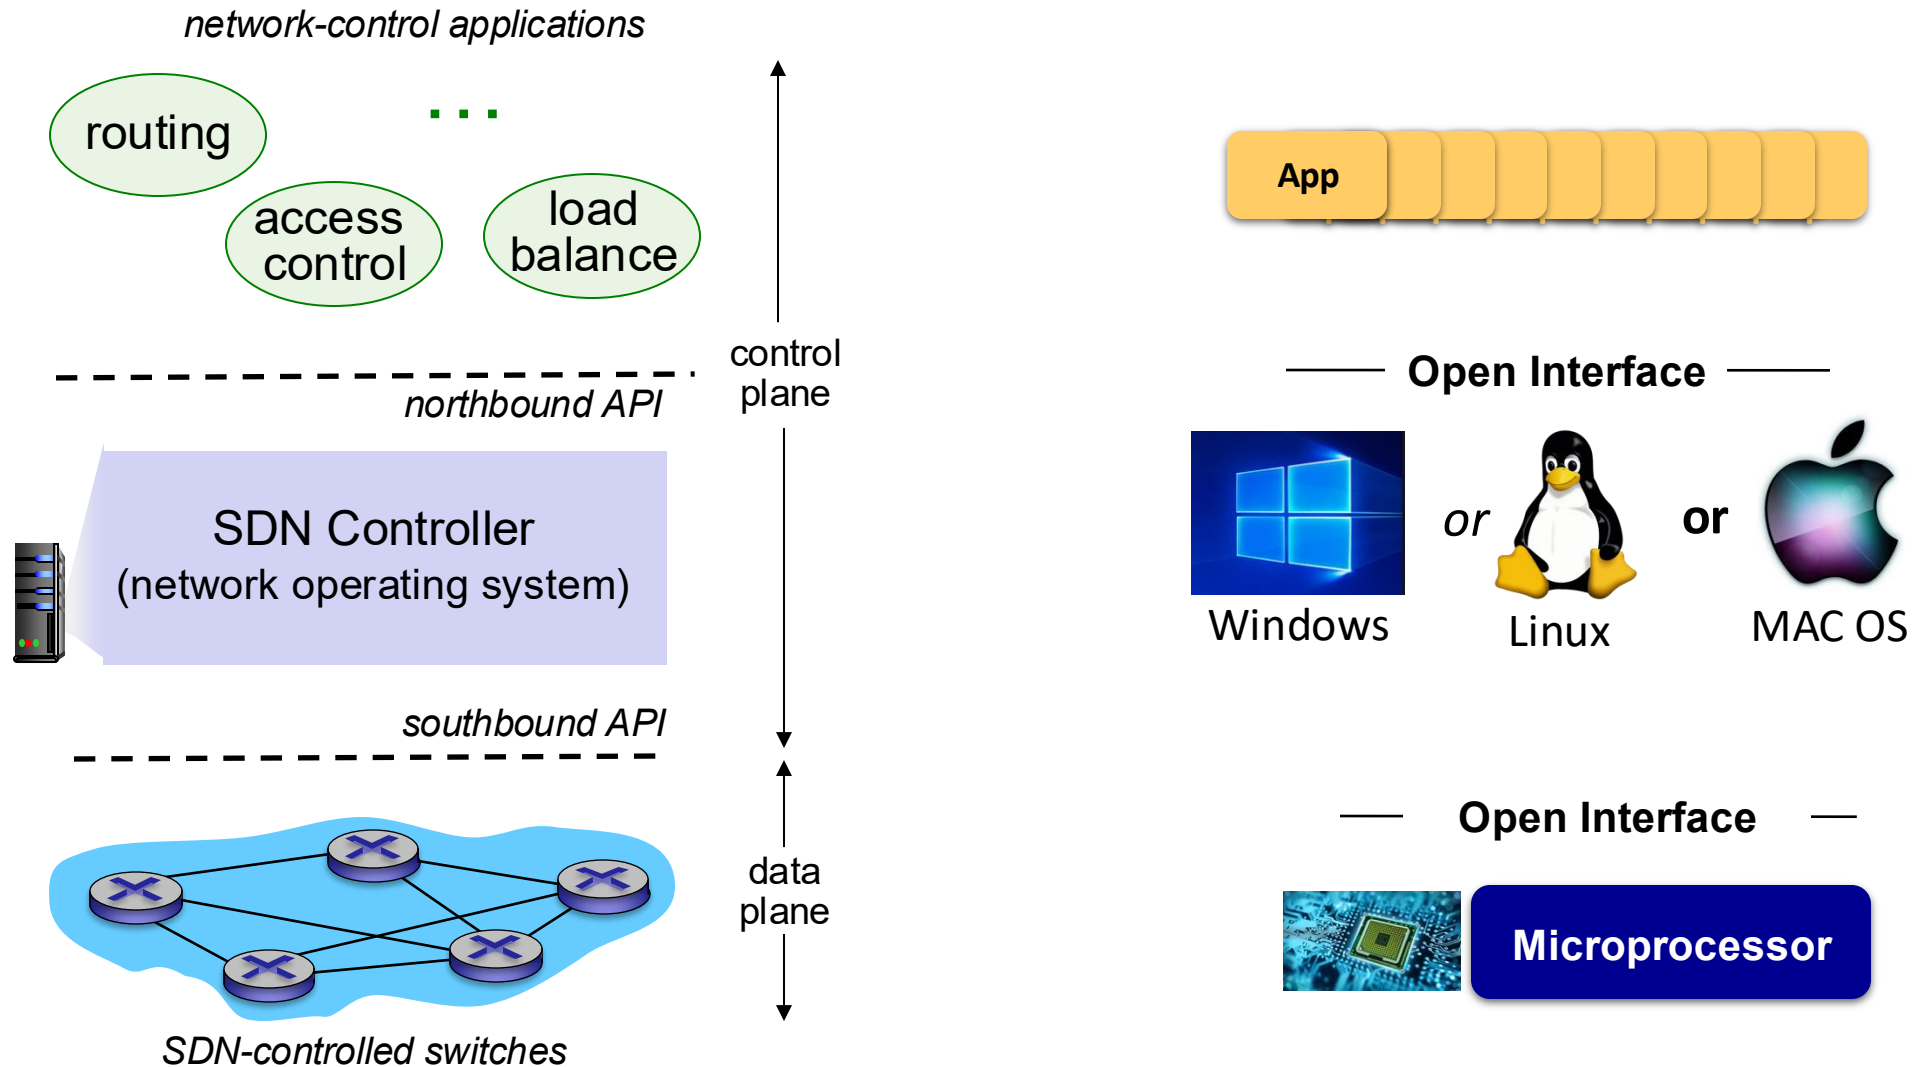 network-control applications
routing
...
access
control
load
balance
control
plane
northbound API
SDN Controller
(network operating system)
southbound API
data
plane
SDN-controlled switches
App
Open Interface
or
or
Windows
Linux
MAC OS
Open Interface
Microprocessor